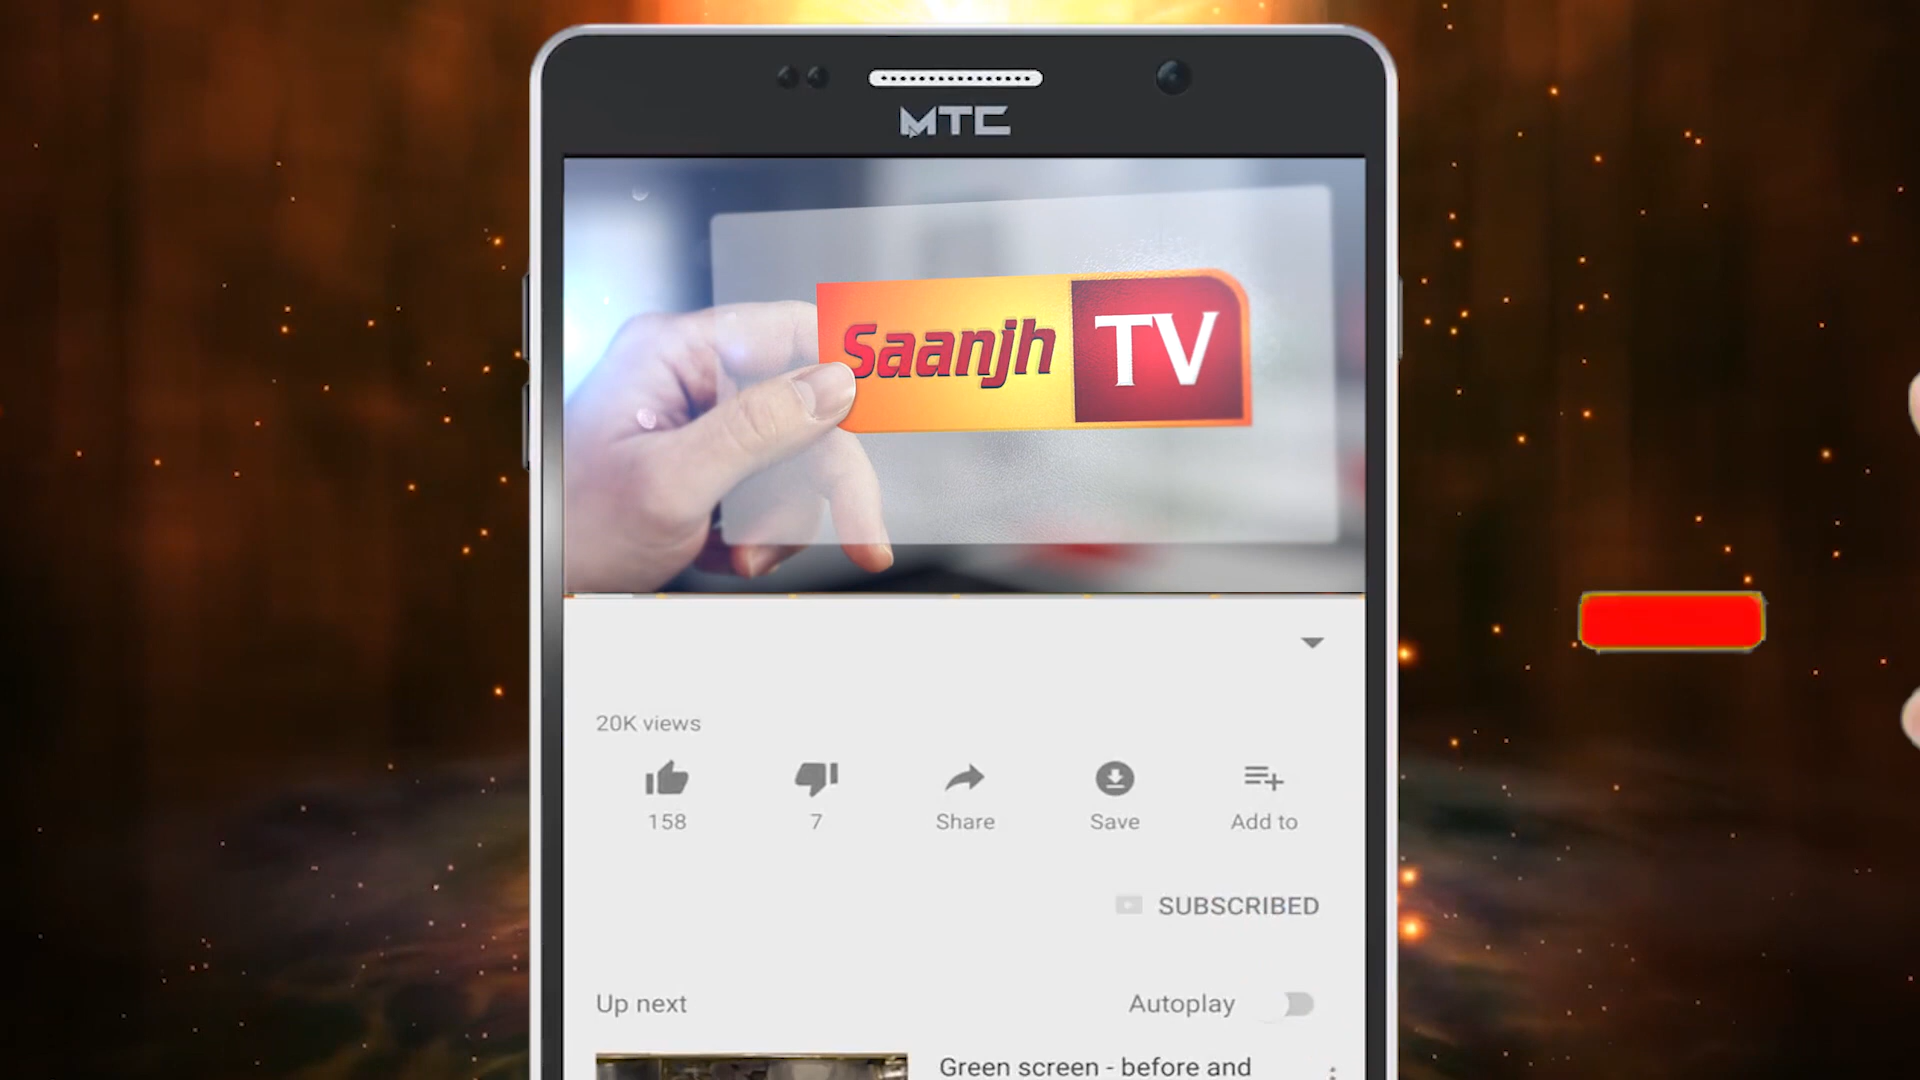 MTC
Saanjh TV
20K views
158
7
Share
Save
Add to
SUBSCRIBED
Up next
Autoplay
Green screen - before and